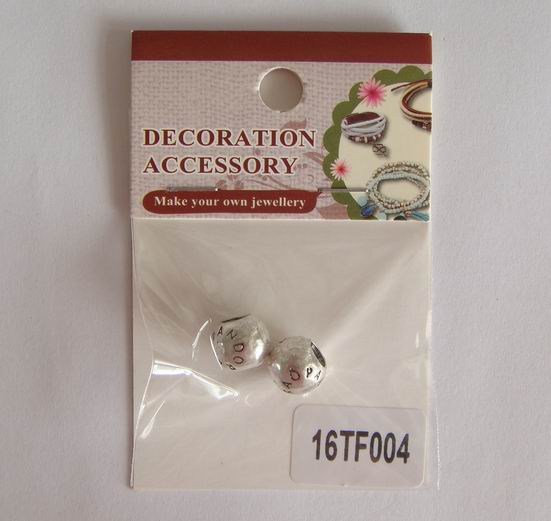 DECORATION
ACCESSORY
Make your own jewellery
16TF004